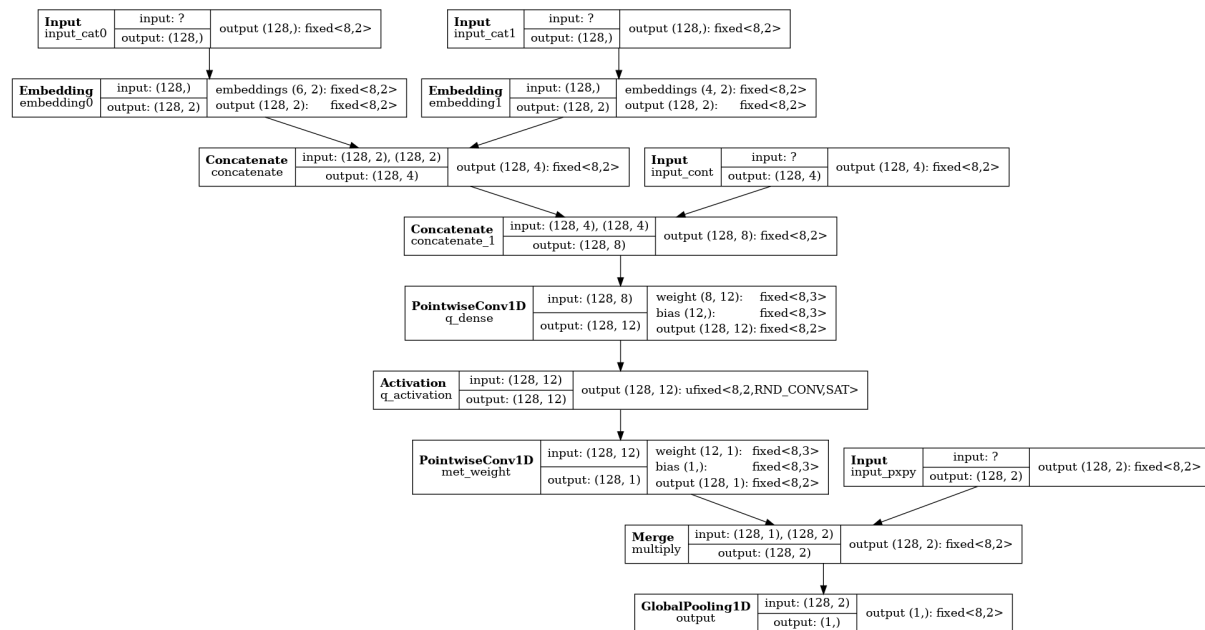 Input
input_cat0
input: ?
output: (128,)
output (128,): fixed<8,2>
Input
input_cat1
input: ?
output: (128,)
output (128,): fixed<8,2>
Embedding
embedding0
input: (128,)
output: (128, 2)
embeddings (6, 2): fixed<8,2>
output (128, 2): fixed<8,2>
Embedding
embedding1
input: (128,)
output: (128, 2)
embeddings (4, 2): fixed<8,2>
output (128, 2): fixed<8,2>
Concatenate
concatenate
input: (128, 2), (128, 2)
output: (128, 4)
output (128, 4): fixed<8,2>
Input
input_cont
input: ?
output: (128, 4)
output (128, 4): fixed<8,2>
Concatenate
concatenate_1
input: (128, 4), (128, 4)
output: (128, 8)
output (128, 8): fixed<8,2>
PointwiseConv1D
q_dense
input: (128, 8)
output: (128, 12)
weight (8, 12): fixed<8,3>
bias (12,): fixed<8,3>
output (128, 12): fixed<8,2>
Activation
q_activation
input: (128, 12)
output: (128, 12)
output (128, 12): ufixed<8,2,RND_CONV,SAT>
PointwiseConv1D
met_weight
input: (128, 12)
output: (128, 1)
weight (12, 1): fixed<8,3>
bias (1,): fixed<8,3>
output (128, 1): fixed<8,2>
Input
input_pxpy
input: ?
output: (128, 2)
output (128, 2): fixed<8,2>
Merge
multiply
input: (128, 1), (128, 2)
output: (128, 2)
output (128, 2): fixed<8,2>
GlobalPooling1D
output
input: (128, 2)
output: (1,)
output (1,): fixed<8,2>